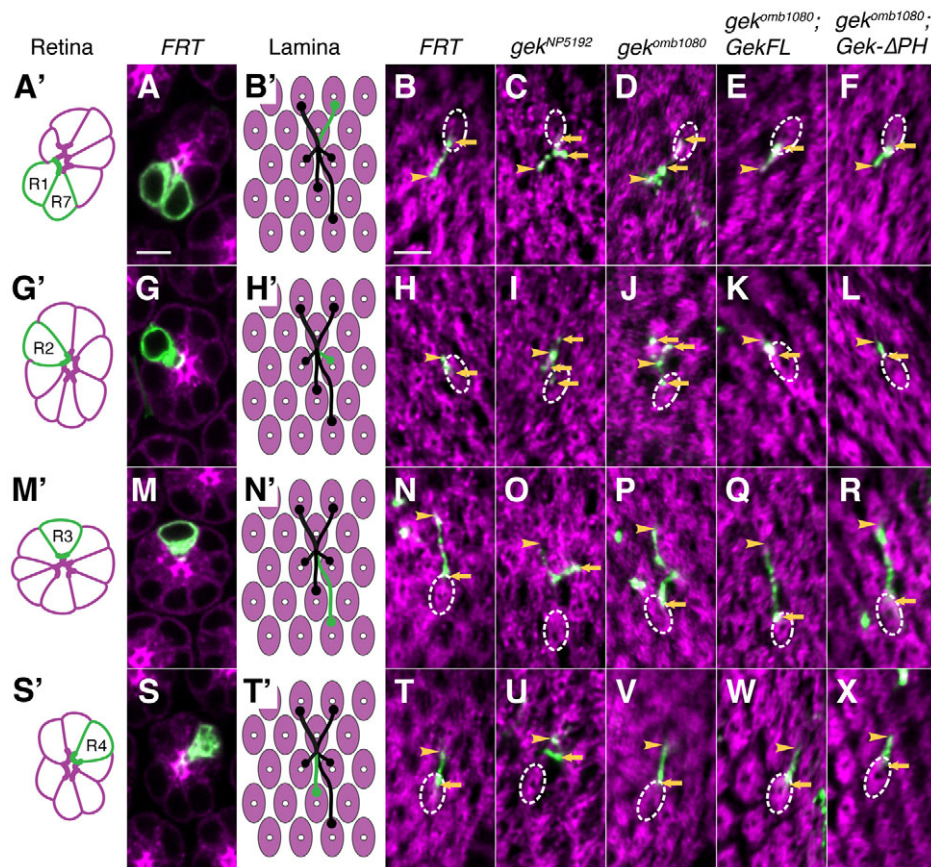 Retina FRT Lamina FRT gek^NP5192 gek^omb1080 gek^omb1080; GekFL gek^omb1080; Gek-ΔPH
A' A B' B C D E F
R1
R7
G' G H' H I J K L
R2
M' M N' N O P Q R
R3
S' S T' T U V W X
R4